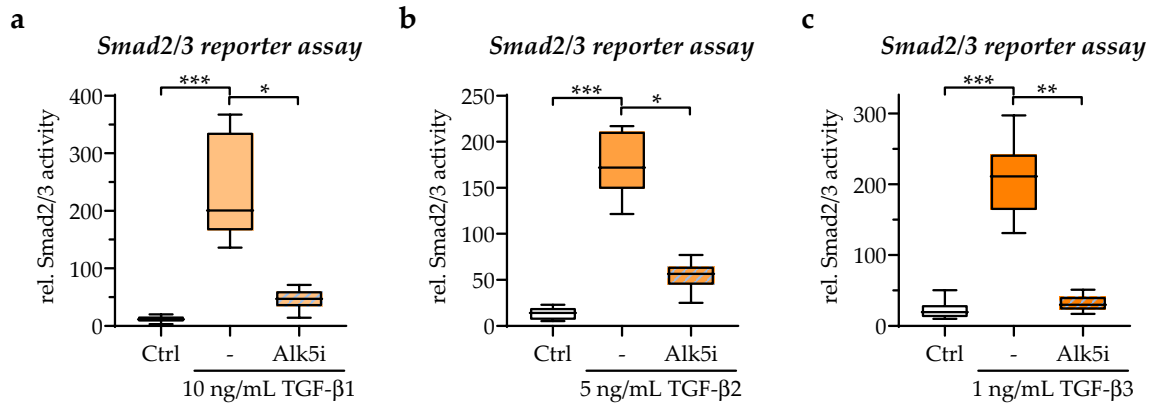 a
Smad2/3 reporter assay
*** *
rel. Smad2/3 activity
400
300
200
100
0
Ctrl - Alk5i
10 ng/mL TGF-β1
b
Smad2/3 reporter assay
*** *
rel. Smad2/3 activity
250
200
150
100
50
0
Ctrl - Alk5i
5 ng/mL TGF-β2
c
Smad2/3 reporter assay
*** **
rel. Smad2/3 activity
300
200
100
0
Ctrl - Alk5i
1 ng/mL TGF-β3